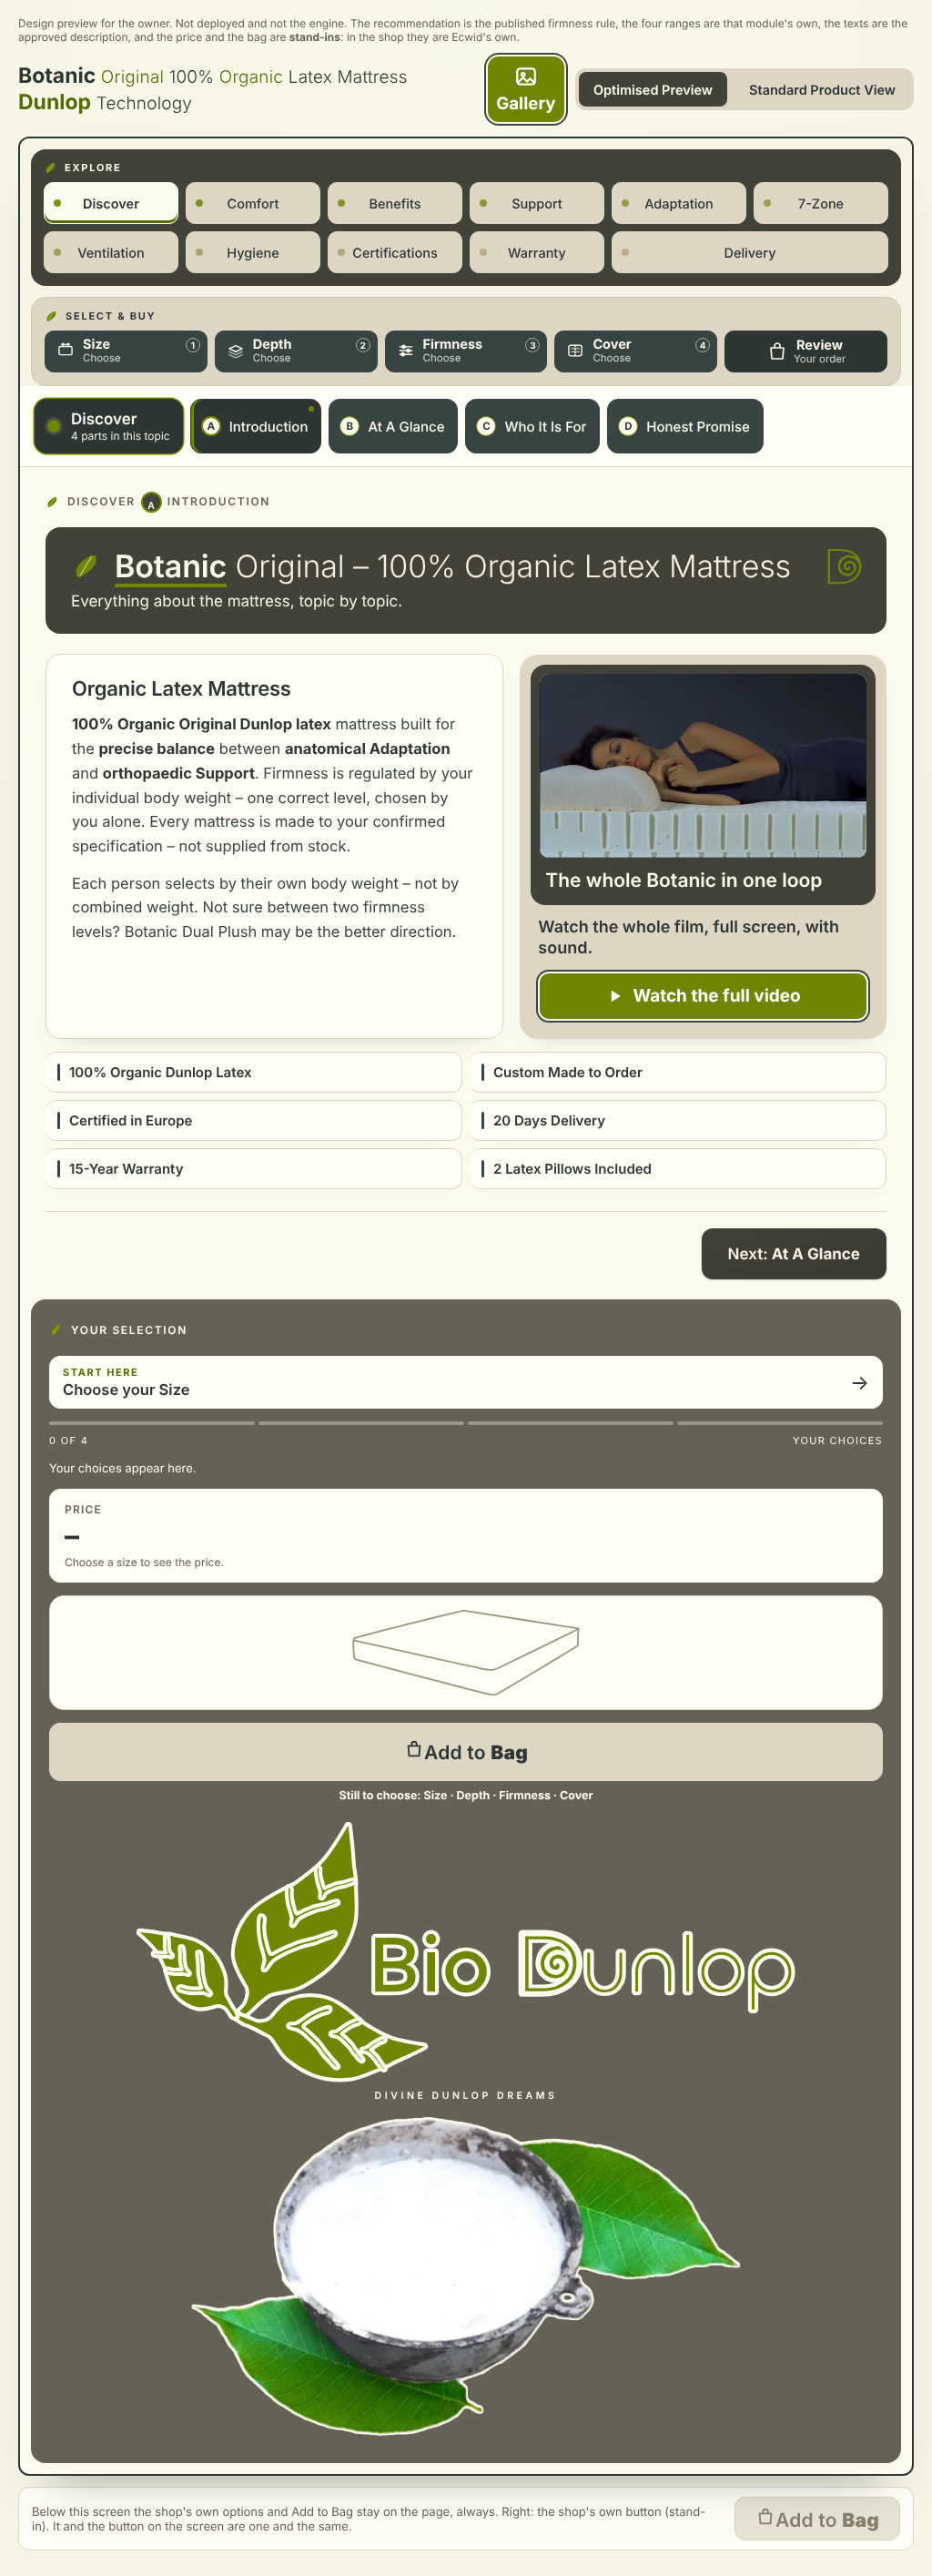 Design preview for the owner. Not deployed and not the engine. The recommendation is the published firmness rule, the four ranges are that module's own, the texts are the
approved description, and the price and the bag are stand-ins: in the shop they are Ecwid's own.
Botanic Original 100% Organic Latex Mattress
Dunlop Technology
Gallery
Optimised Preview
Standard Product View
EXPLORE
Discover
Comfort
Benefits
Support
Adaptation
7-Zone
Ventilation
Hygiene
Certifications
Warranty
Delivery
SELECT & BUY
Size
Choose
1
Depth
Choose
2
Firmness
Choose
3
Cover
Choose
4
Review
Your order
Discover
4 parts in this topic
A Introduction
B At A Glance
C Who It Is For
D Honest Promise
DISCOVER A INTRODUCTION
Botanic Original – 100% Organic Latex Mattress
Everything about the mattress, topic by topic.
Organic Latex Mattress
100% Organic Original Dunlop latex mattress built for
the precise balance between anatomical Adaptation
and orthopaedic Support. Firmness is regulated by your
individual body weight – one correct level, chosen by
you alone. Every mattress is made to your confirmed
specification – not supplied from stock.
Each person selects by their own body weight – not by
combined weight. Not sure between two firmness
levels? Botanic Dual Plush may be the better direction.
The whole Botanic in one loop
Watch the whole film, full screen, with
sound.
Watch the full video
100% Organic Dunlop Latex
Custom Made to Order
Certified in Europe
20 Days Delivery
15-Year Warranty
2 Latex Pillows Included
Next: At A Glance
YOUR SELECTION
START HERE
Choose your Size
0 OF 4
YOUR CHOICES
Your choices appear here.
PRICE
–
Choose a size to see the price.
Add to Bag
Still to choose: Size · Depth · Firmness · Cover
Bio Dunlop
DIVINE DUNLOP DREAMS
Below this screen the shop's own options and Add to Bag stay on the page, always. Right: the shop's own button (stand-
in). It and the button on the screen are one and the same.
Add to Bag